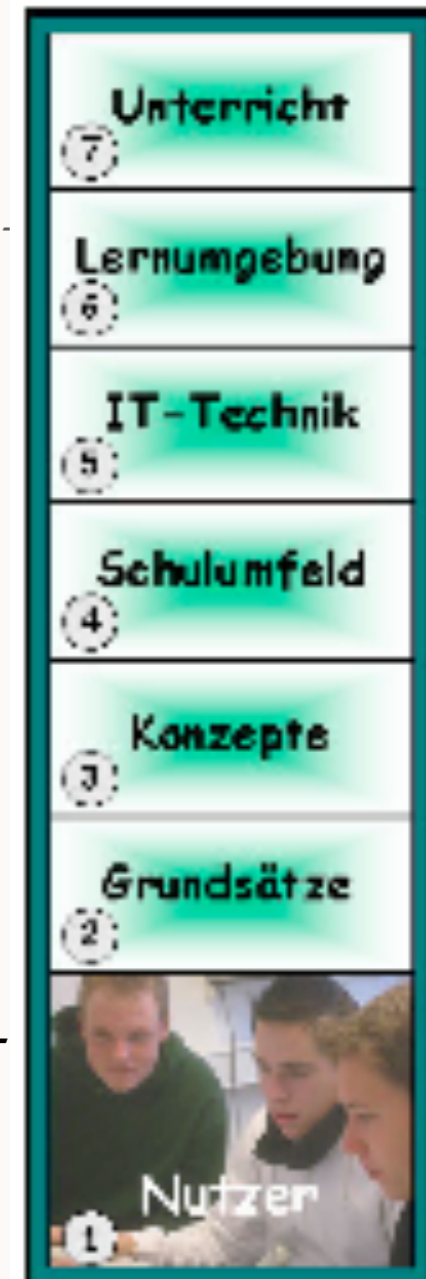 Unterricht
7
Lernumgebung
6
IT-Technik
5
Schulumfeld
4
Konzepte
3
Grundsätze
2
Nutzer
1